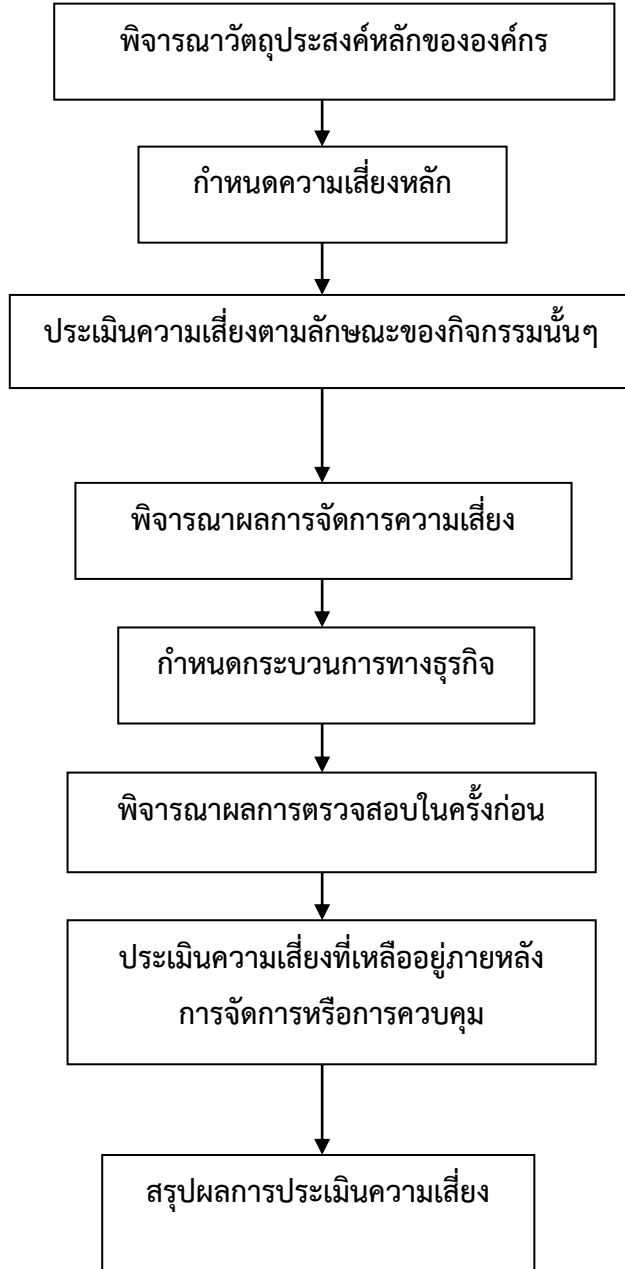 พิจารณาวัตถุประสงค์หลักขององค์กร
กำหนดความเสี่ยงหลัก
ประเมินความเสี่ยงตามลักษณะของกิจกรรมนั้นๆ
พิจารณาผลการจัดการความเสี่ยง
กำหนดกระบวนการทางธุรกิจ
พิจารณาผลการตรวจสอบในครั้งก่อน
ประเมินความเสี่ยงที่เหลืออยู่ภายหลัง
การจัดการหรือการควบคุม
สรุปผลการประเมินความเสี่ยง